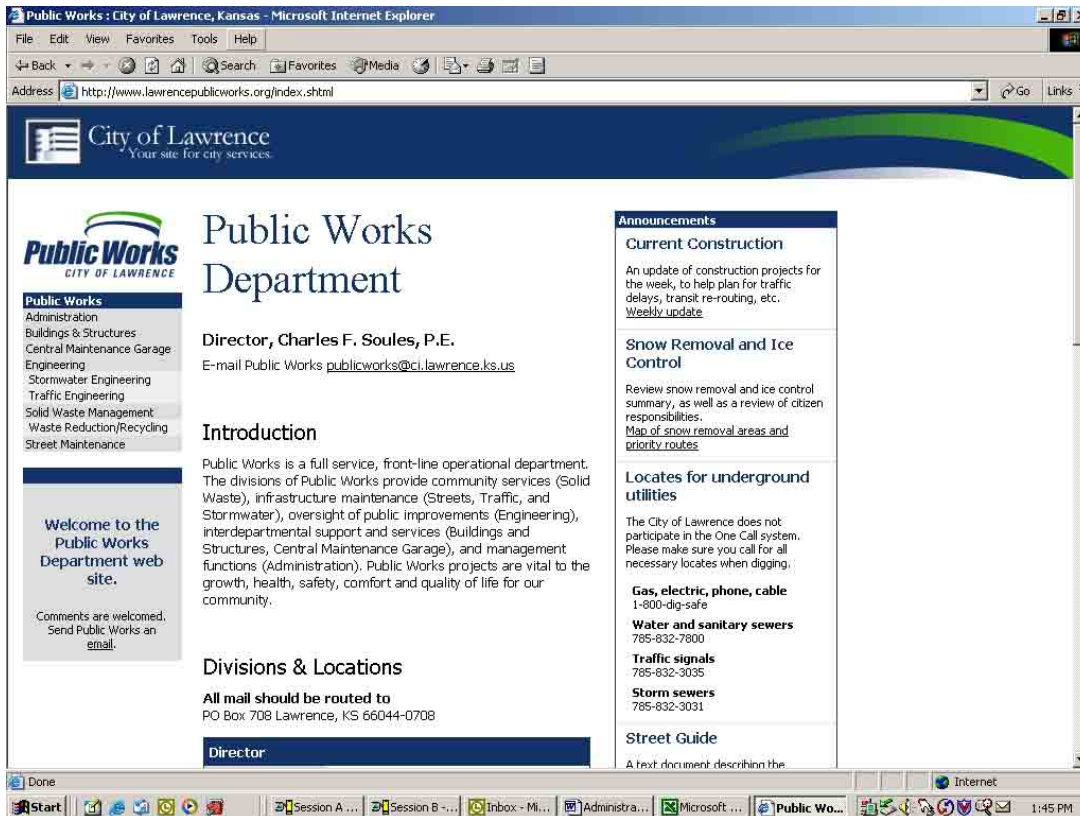 Public Works : City of Lawrence, Kansas - Microsoft Internet Explorer
File Edit View Favorites Tools Help
Back Search Favorites Media
Address http://www.lawrencepublicworks.org/index.shtml Go Links
City of Lawrence
Your site for city services.
Public Works
CITY OF LAWRENCE
Public Works
Administration
Buildings & Structures
Central Maintenance Garage
Engineering
Stormwater Engineering
Traffic Engineering
Solid Waste Management
Waste Reduction/Recycling
Street Maintenance
Welcome to the
Public Works
Department web
site.
Comments are welcomed.
Send Public Works an
email.
Public Works
Department
Director, Charles F. Soules, P.E.
E-mail Public Works publicworks@ci.lawrence.ks.us
Introduction
Public Works is a full service, front-line operational department.
The divisions of Public Works provide community services (Solid
Waste), infrastructure maintenance (Streets, Traffic, and
Stormwater), oversight of public improvements (Engineering),
interdepartmental support and services (Buildings and
Structures, Central Maintenance Garage), and management
functions (Administration). Public Works projects are vital to the
growth, health, safety, comfort and quality of life for our
community.
Divisions & Locations
All mail should be routed to
PO Box 708 Lawrence, KS 66044-0708
Director
Announcements
Current Construction
An update of construction projects for
the week, to help plan for traffic
delays, transit re-routing, etc.
Weekly update
Snow Removal and Ice
Control
Review snow removal and ice control
summary, as well as a review of citizen
responsibilities.
Map of snow removal areas and
priority routes
Locates for underground
utilities
The City of Lawrence does not
participate in the One Call system.
Please make sure you call for all
necessary locates when digging.
Gas, electric, phone, cable
1-800-dig-safe
Water and sanitary sewers
785-832-7800
Traffic signals
785-832-3035
Storm sewers
785-832-3031
Street Guide
A text document describing the
Done Internet
Start Session A ... Session B -... Inbox - Mi... Administra... Microsoft ... Public Wo... 1:45 PM